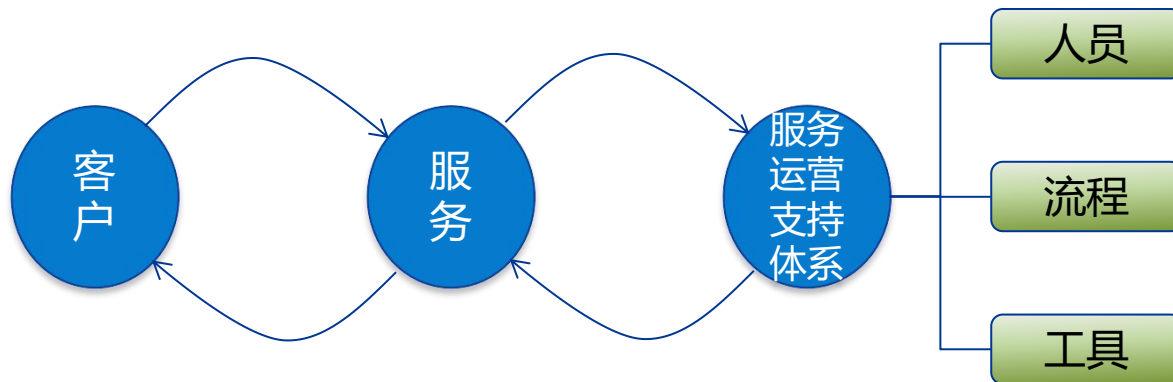 客
户
服
务
服务
运营
支持
体系
人员
流程
工具